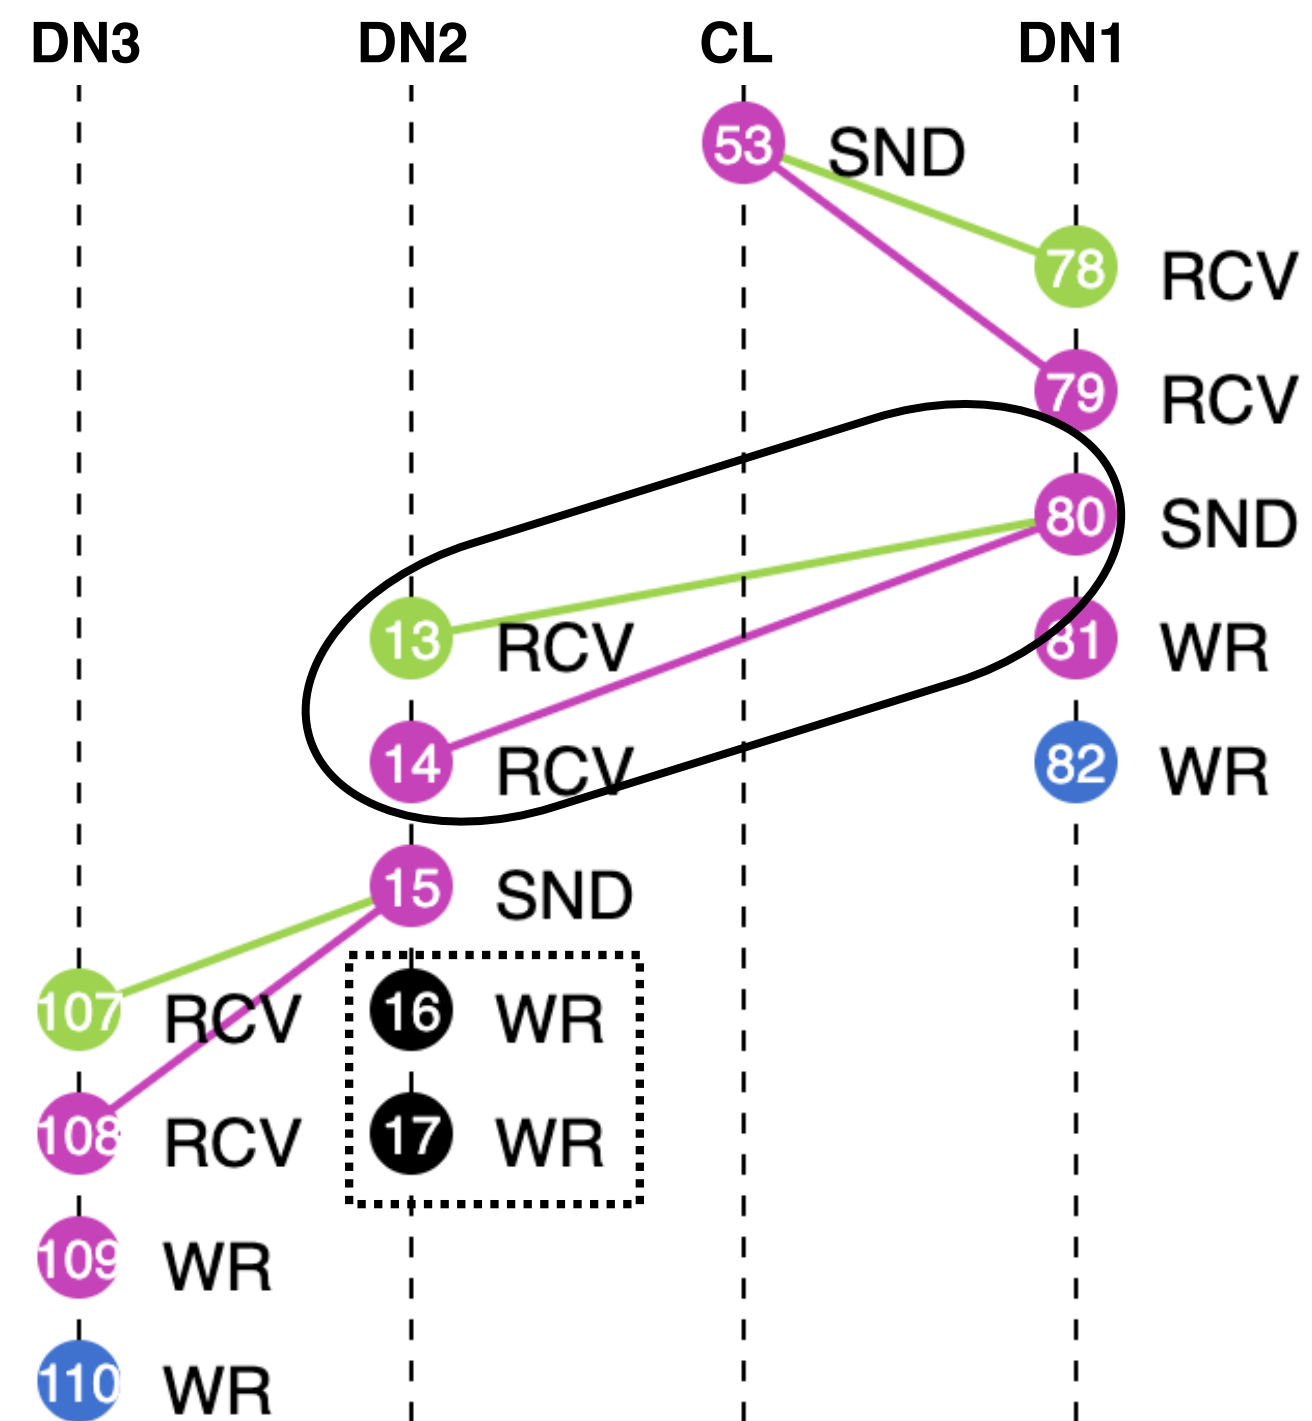 DN3 DN2 CL DN1
53 SND
78 RCV
79 RCV
80 SND
13 RCV 81 WR
14 RCV 82 WR
15 SND
107 RCV 16 WR
108 RCV 17 WR
109 WR
110 WR